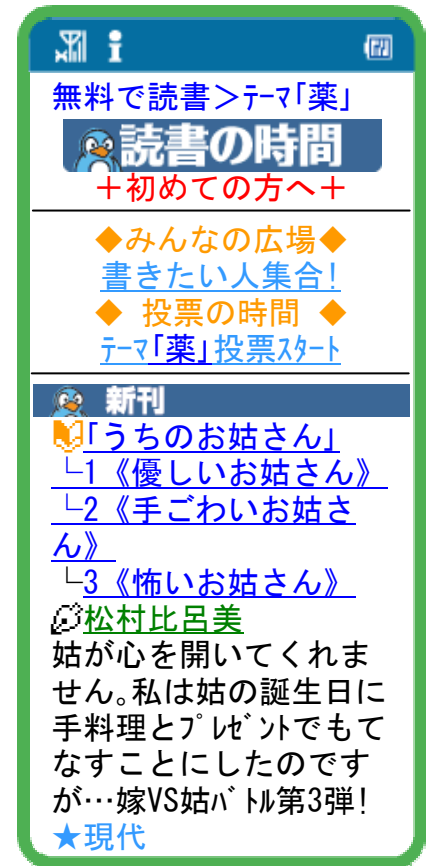 無料で読書＞ﾃｰﾏ「薬」
読書の時間
＋初めての方へ＋
◆みんなの広場◆
書きたい人集合!
◆ 投票の時間 ◆
ﾃｰﾏ「薬」投票ｽﾀｰﾄ
新刊
「うちのお姑さん」
└1《優しいお姑さん》
└2《手ごわいお姑さ
ん》
└3《怖いお姑さん》
松村比呂美
姑が心を開いてくれま
せん｡私は姑の誕生日に
手料理とﾌﾟﾚｾﾞﾝﾄでもて
なすことにしたのです
が…嫁VS姑ﾊﾞﾄﾙ第3弾!
★現代